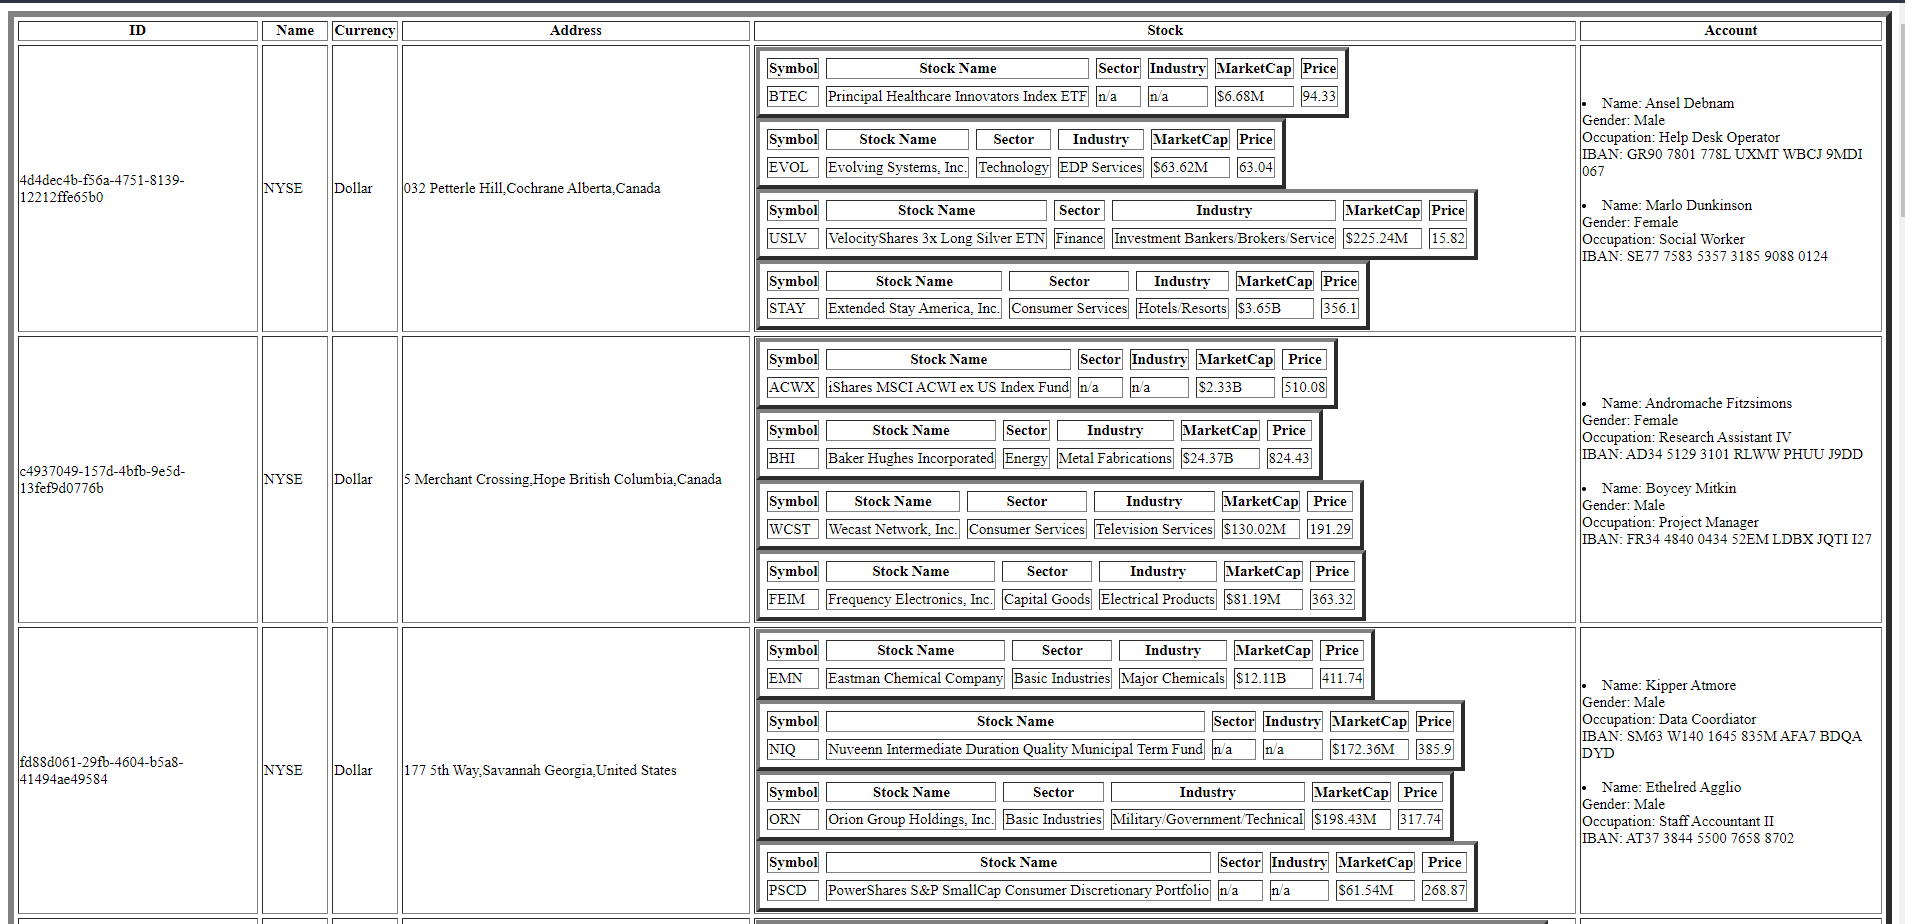 ID Name Currency Address Stock Account
4d4dec4b-f56a-4751-8139-
12212ffe65b0
NYSE
Dollar
032 Petterle Hill,Cochrane Alberta,Canada
Symbol Stock Name Sector Industry MarketCap Price
BTEC Principal Healthcare Innovators Index ETF n/a n/a $6.68M 94.33
Symbol Stock Name Sector Industry MarketCap Price
EVOL Evolving Systems, Inc. Technology EDP Services $63.62M 63.04
Symbol Stock Name Sector Industry MarketCap Price
USLV VelocityShares 3x Long Silver ETN Finance Investment Bankers/Brokers/Service $225.24M 15.82
Symbol Stock Name Sector Industry MarketCap Price
STAY Extended Stay America, Inc. Consumer Services Hotels/Resorts $3.65B 356.1
• Name: Ansel Debnam
Gender: Male
Occupation: Help Desk Operator
IBAN: GR90 7801 778L UXMT WBCJ 9MDI
067
• Name: Marlo Dunkinson
Gender: Female
Occupation: Social Worker
IBAN: SE77 7583 5357 3185 9088 0124
c4937049-157d-4bfb-9e5d-
13fef9d0776b
NYSE
Dollar
5 Merchant Crossing,Hope British Columbia,Canada
Symbol Stock Name Sector Industry MarketCap Price
ACWX iShares MSCI ACWI ex US Index Fund n/a n/a $2.33B 510.08
Symbol Stock Name Sector Industry MarketCap Price
BHI Baker Hughes Incorporated Energy Metal Fabrications $24.37B 824.43
Symbol Stock Name Sector Industry MarketCap Price
WCST Wecast Network, Inc. Consumer Services Television Services $130.02M 191.29
Symbol Stock Name Sector Industry MarketCap Price
FEIM Frequency Electronics, Inc. Capital Goods Electrical Products $81.19M 363.32
• Name: Andromache Fitzsimons
Gender: Female
Occupation: Research Assistant IV
IBAN: AD34 5129 3101 RLWW PHUU J9DD
• Name: Boycey Mitkin
Gender: Male
Occupation: Project Manager
IBAN: FR34 4840 0434 52EM LDBX JQTI I27
fd88d061-29fb-4604-b5a8-
41494ae49584
NYSE
Dollar
177 5th Way,Savannah Georgia,United States
Symbol Stock Name Sector Industry MarketCap Price
EMN Eastman Chemical Company Basic Industries Major Chemicals $12.11B 411.74
Symbol Stock Name Sector Industry MarketCap Price
NIQ Nuveenn Intermediate Duration Quality Municipal Term Fund n/a n/a $172.36M 385.9
Symbol Stock Name Sector Industry MarketCap Price
ORN Orion Group Holdings, Inc. Basic Industries Military/Government/Technical $198.43M 317.74
Symbol Stock Name Sector Industry MarketCap Price
PSCD PowerShares S&P SmallCap Consumer Discretionary Portfolio n/a n/a $61.54M 268.87
• Name: Kipper Atmore
Gender: Male
Occupation: Data Coordiator
IBAN: SM63 W140 1645 835M AFA7 BDQA
DYD
• Name: Ethelred Agglio
Gender: Male
Occupation: Staff Accountant II
IBAN: AT37 3844 5500 7658 8702